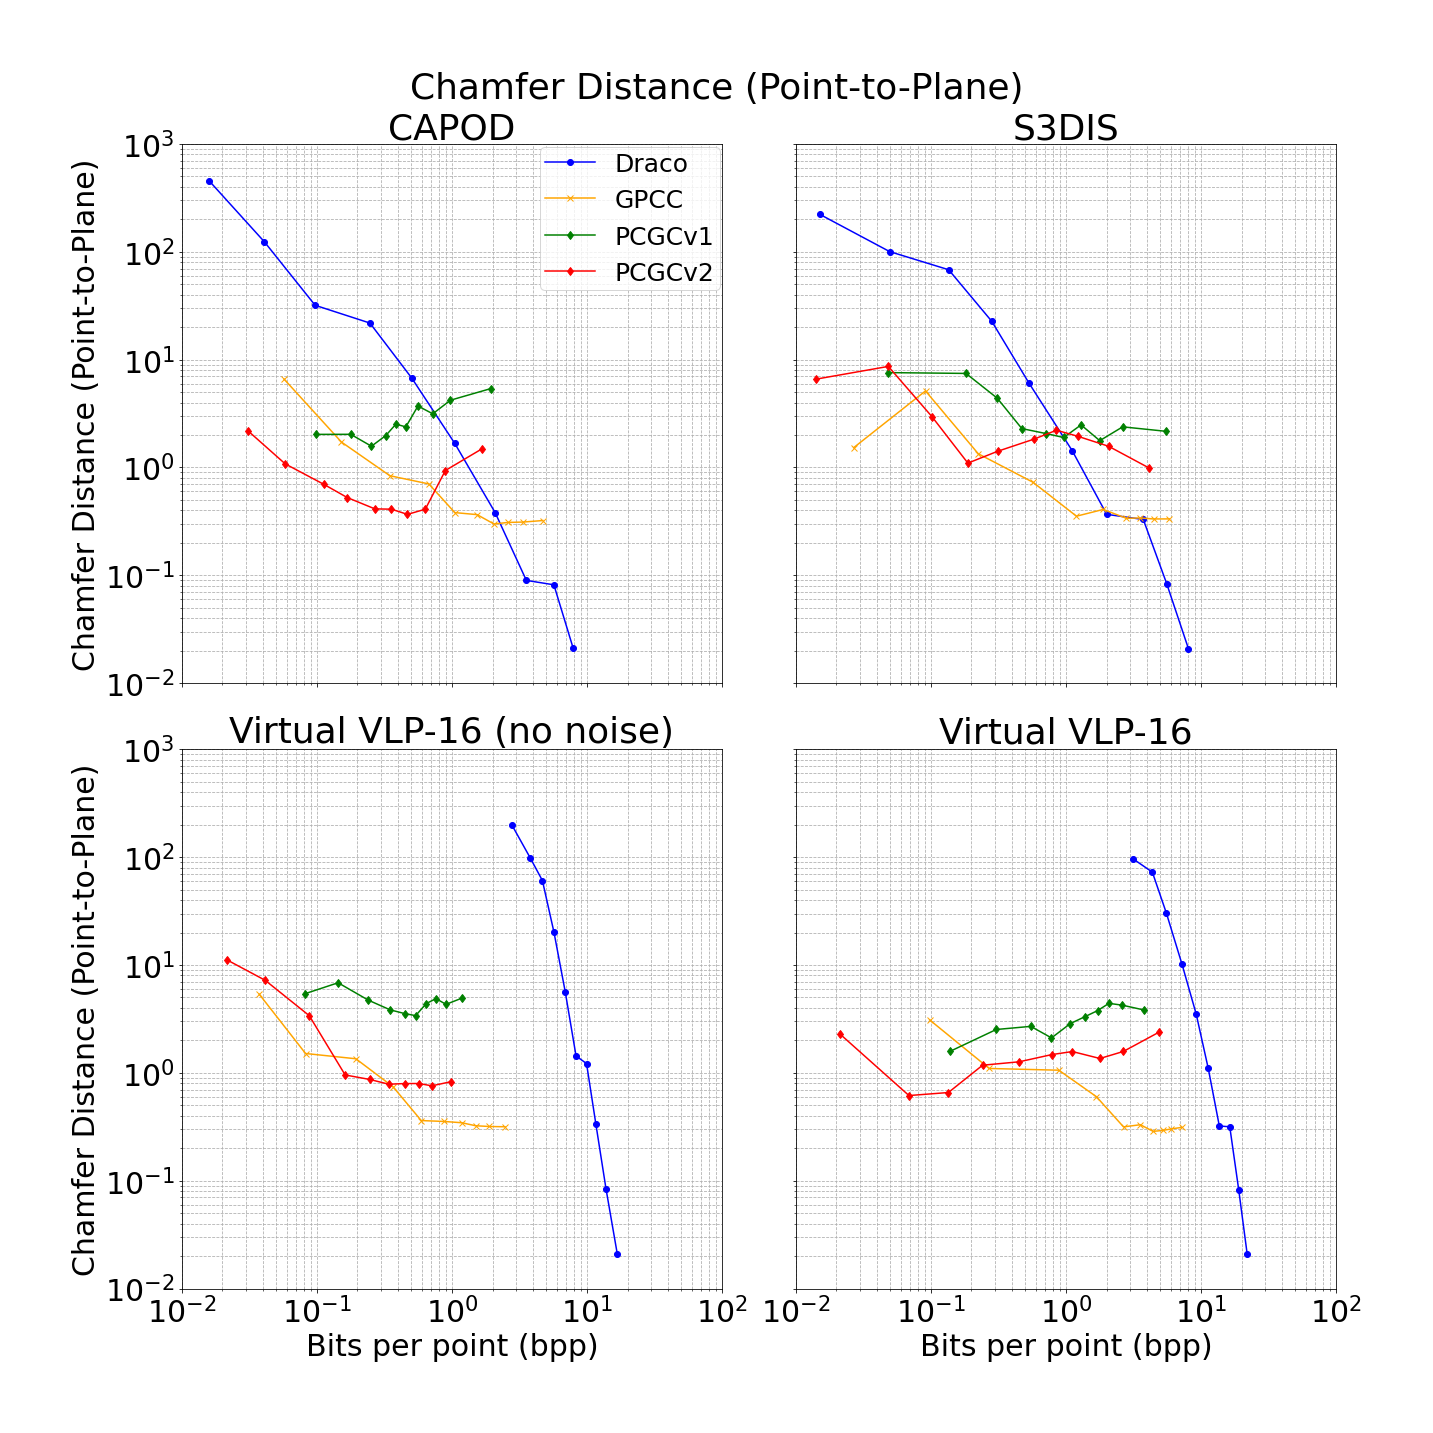 Chamfer Distance (Point-to-Plane)
CAPOD
S3DIS
Chamfer Distance (Point-to-Plane)
10³
10²
10¹
10⁰
10⁻¹
10⁻²
Draco
GPCC
PCGCv1
PCGCv2
Virtual VLP-16 (no noise)
Virtual VLP-16
Chamfer Distance (Point-to-Plane)
10³
10²
10¹
10⁰
10⁻¹
10⁻²
10⁻² 10⁻¹ 10⁰ 10¹ 10²
10⁻² 10⁻¹ 10⁰ 10¹ 10²
Bits per point (bpp)
Bits per point (bpp)